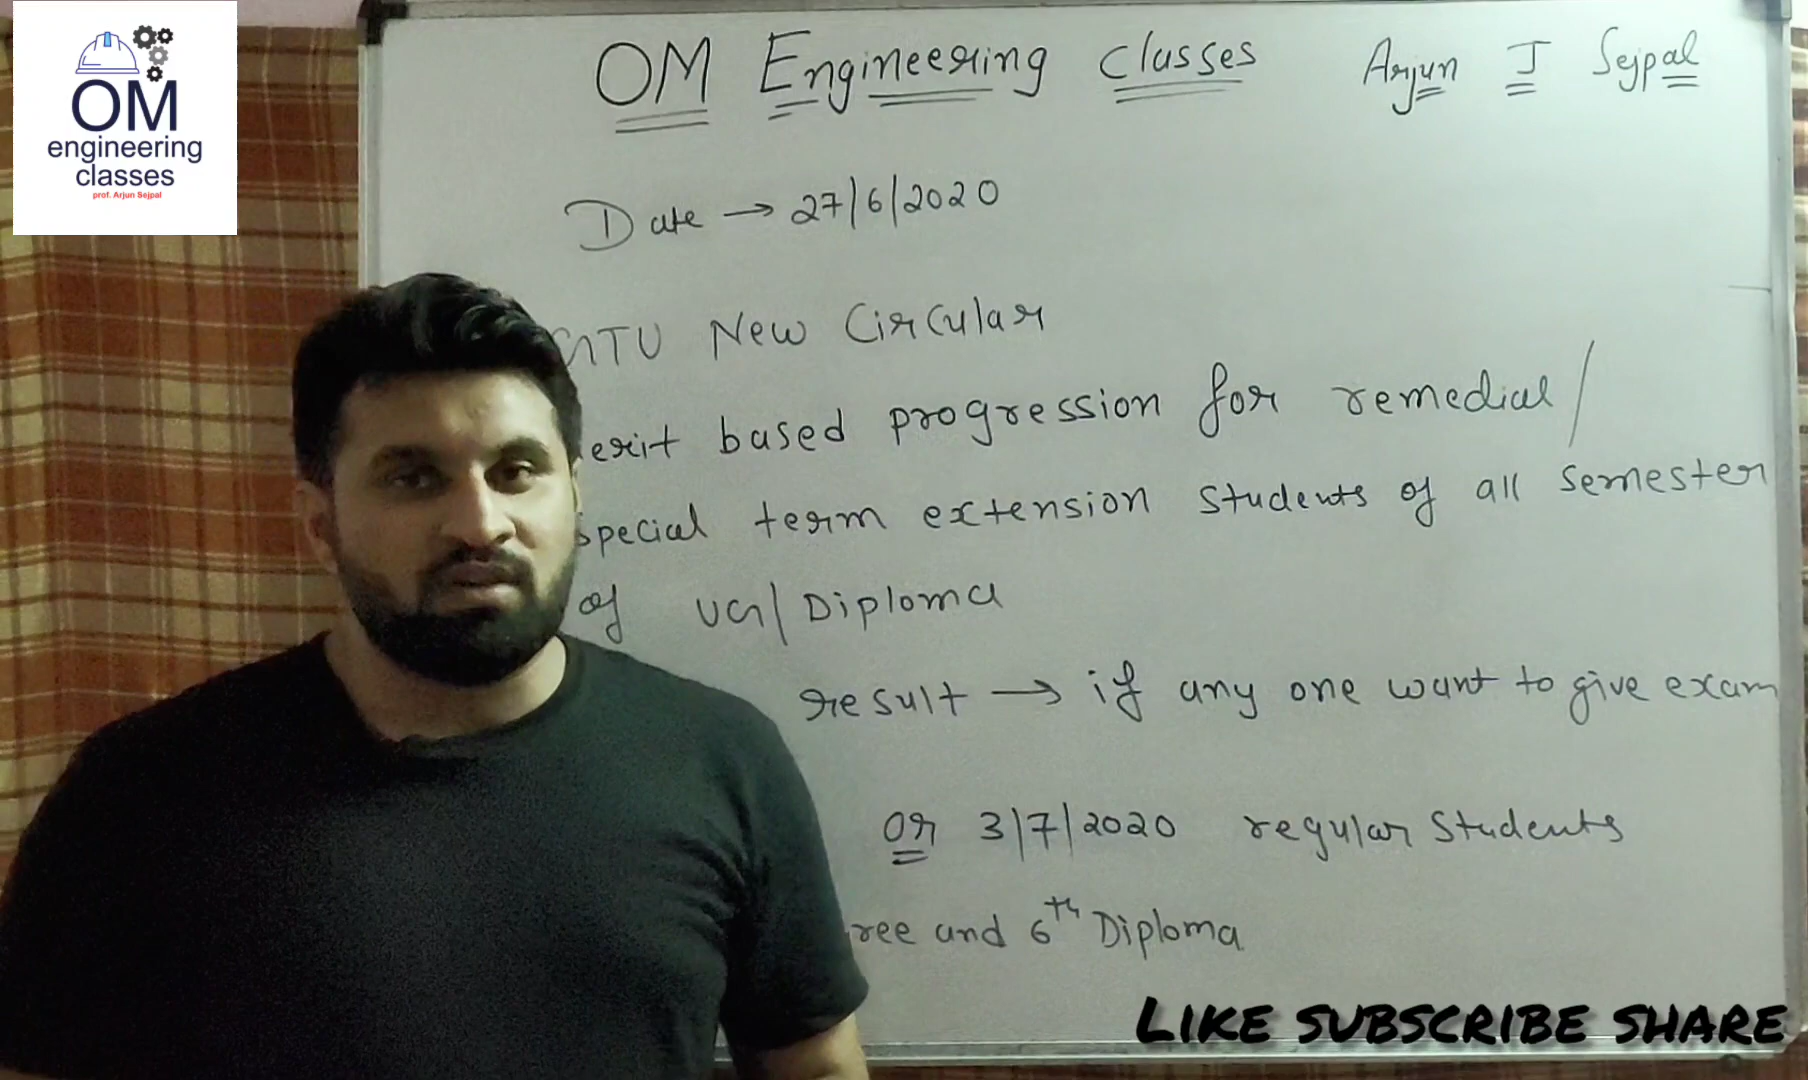 OM
engineering
classes
prof. Arjun Sejpal
OM Engineering Classes Arjun J Sejpal
Date → 27/6/2020
GTU New Circular
erit based progression for remedial/
special term extension students of all semester
of UG/Diploma
result → if any one want to give exam
or 3/7/2020 regular students
ree and 6th Diploma
LIKE SUBSCRIBE SHARE